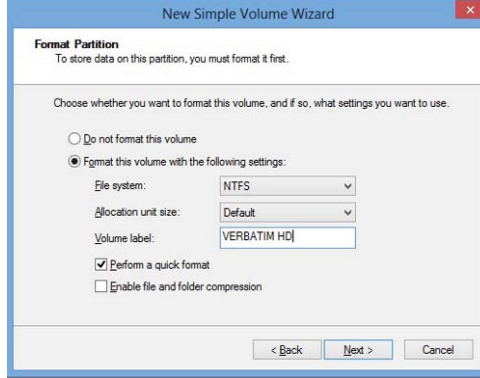 New Simple Volume Wizard
Format Partition
To store data on this partition, you must format it first.
Choose whether you want to format this volume, and if so, what settings you want to use.
Do not format this volume
Format this volume with the following settings:
File system: NTFS
Allocation unit size: Default
Volume label: VERBATIM HD
Perform a quick format
Enable file and folder compression
< Back Next > Cancel